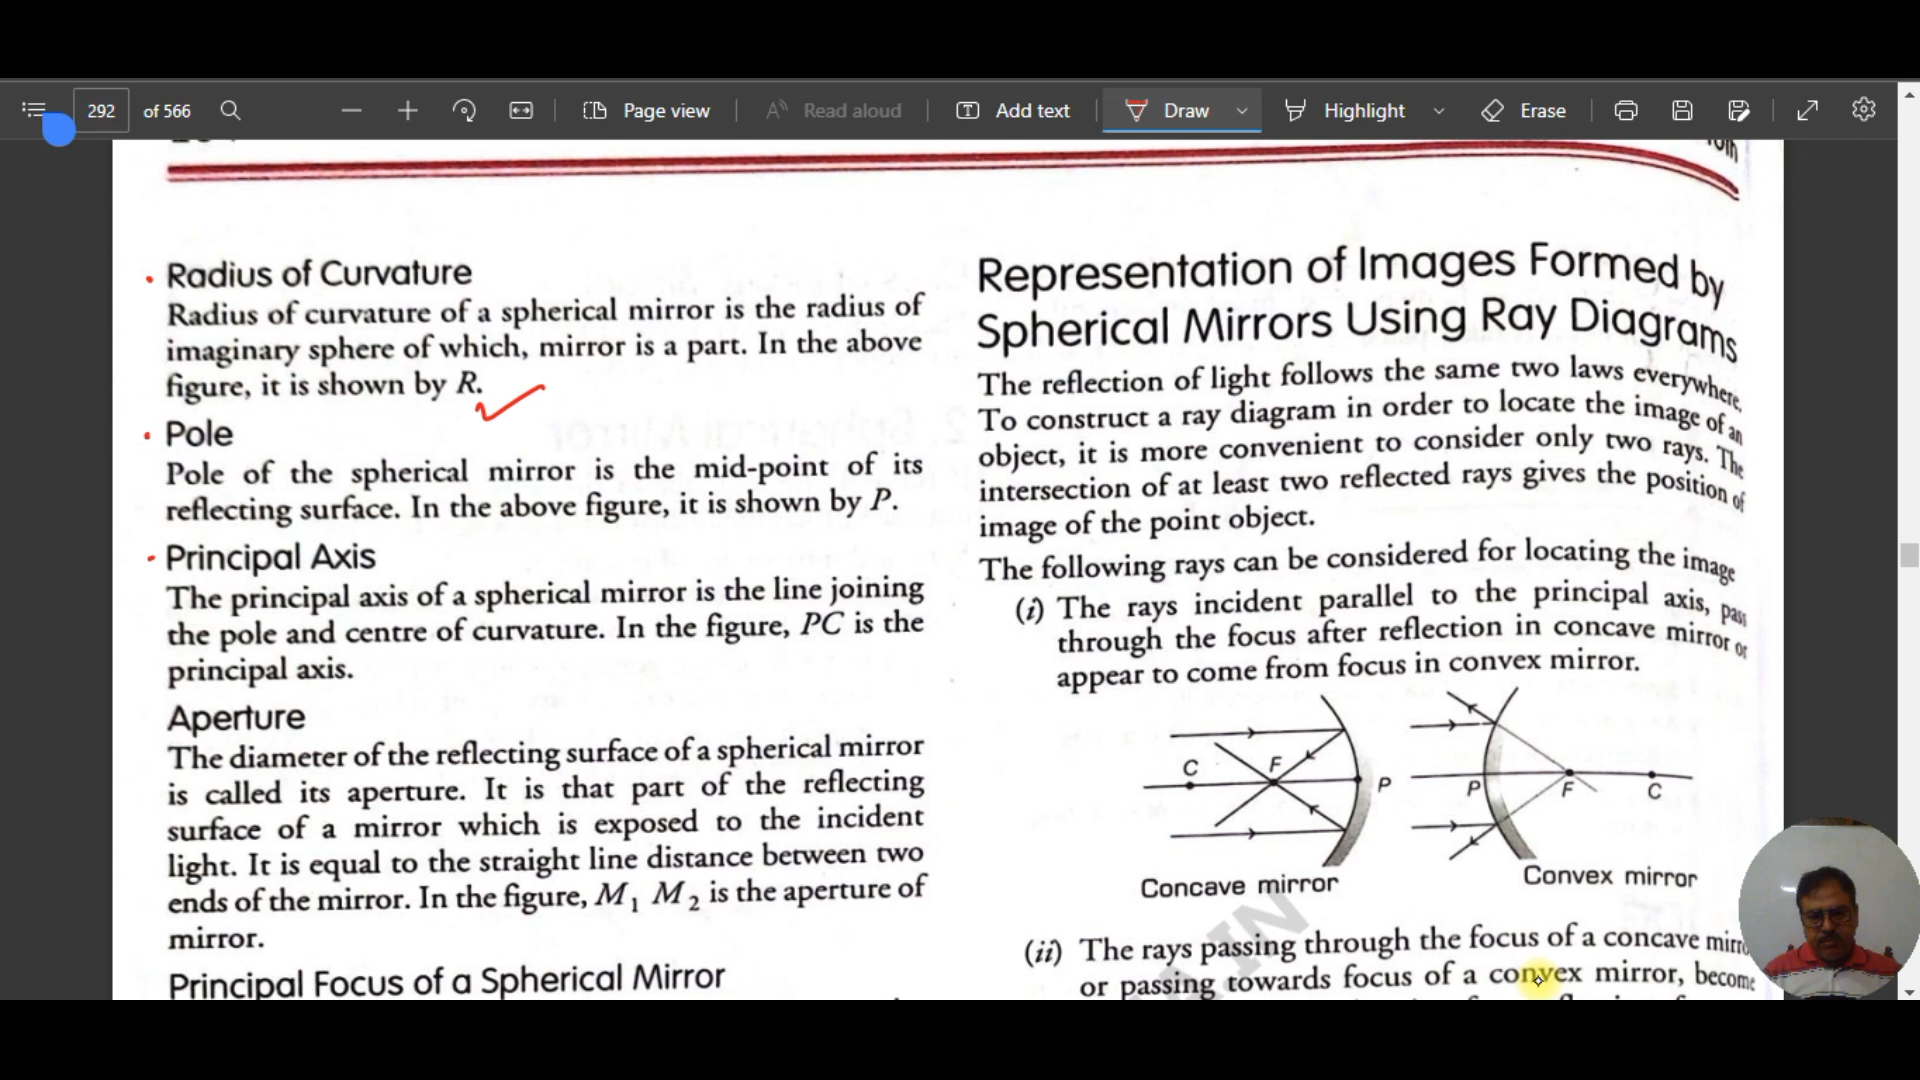 292 of 566 Page view Read aloud Add text Draw Highlight Erase
10th
Radius of Curvature
Radius of curvature of a spherical mirror is the radius of
imaginary sphere of which, mirror is a part. In the above
figure, it is shown by R.
Pole
Pole of the spherical mirror is the mid-point of its
reflecting surface. In the above figure, it is shown by P.
Principal Axis
The principal axis of a spherical mirror is the line joining
the pole and centre of curvature. In the figure, PC is the
principal axis.
Aperture
The diameter of the reflecting surface of a spherical mirror
is called its aperture. It is that part of the reflecting
surface of a mirror which is exposed to the incident
light. It is equal to the straight line distance between two
ends of the mirror. In the figure, M₁ M₂ is the aperture of
mirror.
Principal Focus of a Spherical Mirror
Representation of Images Formed by
Spherical Mirrors Using Ray Diagrams
The reflection of light follows the same two laws everywhere.
To construct a ray diagram in order to locate the image of an
object, it is more convenient to consider only two rays. The
intersection of at least two reflected rays gives the position of
image of the point object.
The following rays can be considered for locating the image
(i) The rays incident parallel to the principal axis, pass
through the focus after reflection in concave mirror or
appear to come from focus in convex mirror.
C F P
P F C
Concave mirror
Convex mirror
(ii) The rays passing through the focus of a concave
or passing towards focus of a convex mirror, become